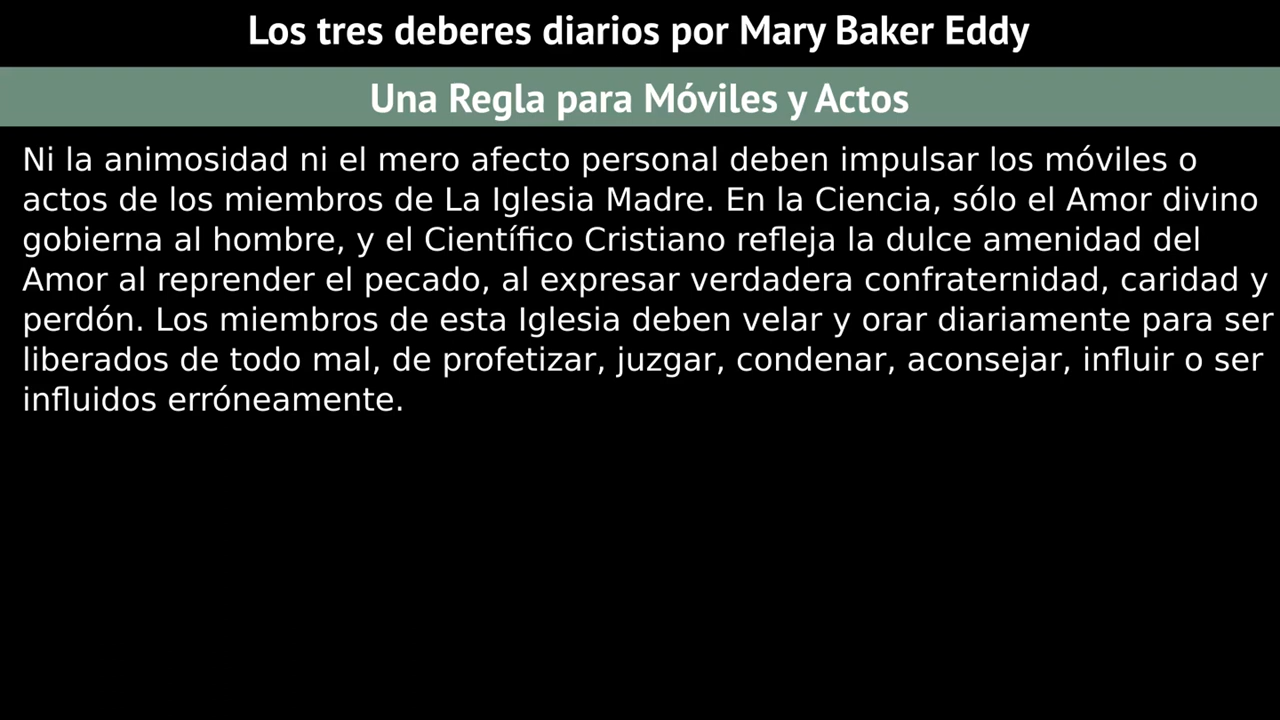 Los tres deberes diarios por Mary Baker Eddy
Una Regla para Móviles y Actos
Ni la animosidad ni el mero afecto personal deben impulsar los móviles o
actos de los miembros de La Iglesia Madre. En la Ciencia, sólo el Amor divino
gobierna al hombre, y el Científico Cristiano refleja la dulce amenidad del
Amor al reprender el pecado, al expresar verdadera confraternidad, caridad y
perdón. Los miembros de esta Iglesia deben velar y orar diariamente para ser
liberados de todo mal, de profetizar, juzgar, condenar, aconsejar, influir o ser
influidos erróneamente.